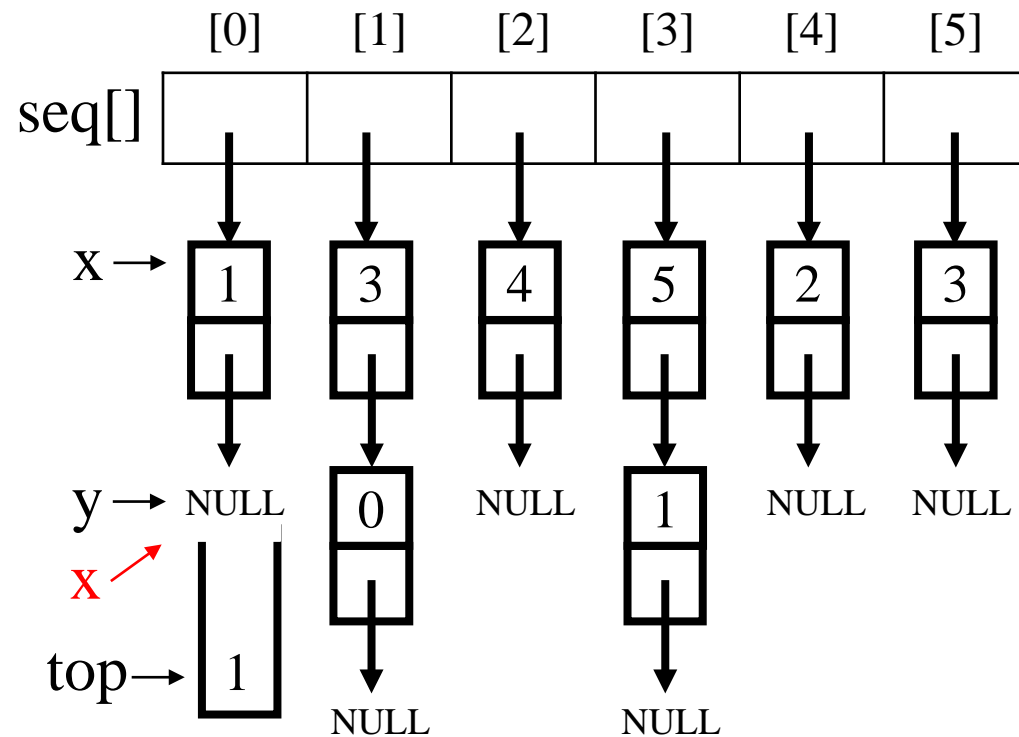 [0] [1] [2] [3] [4] [5]
seq[]
x 1 3 4 5 2 3
y NULL 0 NULL 1 NULL NULL
x
top 1
NULL NULL